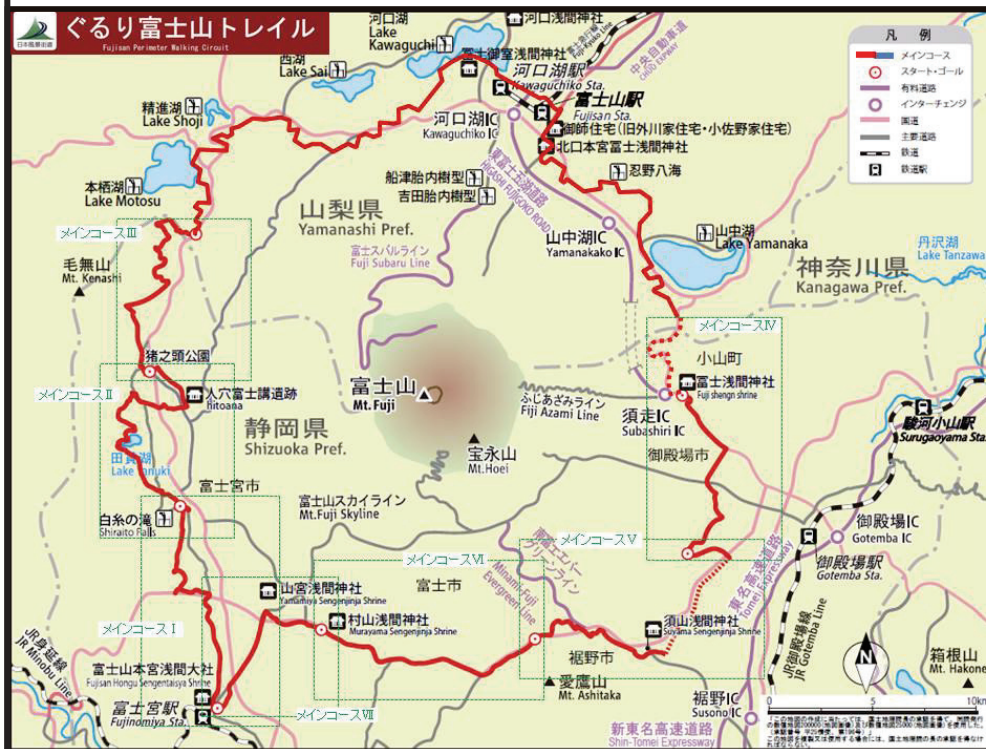 日本風景街道
ぐるり富士山トレイル
Fujisan Perimeter Walking Circuit
凡 例
メインコース
スタート・ゴール
有料道路
インターチェンジ
国道
主要道路
鉄道
鉄道駅
河口湖
Lake
Kawaguchi
河口浅間神社
富士急行線
Fuji-Kyuko Line
中央自動車道
CHUO EXPWAY
西湖
Lake Sai
冨士御室浅間神社
河口湖駅
Kawaguchiko Sta.
富士山駅
Fujisan Sta.
精進湖
Lake Shoji
河口湖IC
Kawaguchiko IC
御師住宅(旧外川家住宅・小佐野家住宅)
北口本宮冨士浅間神社
本栖湖
Lake Motosu
船津胎内樹型
吉田胎内樹型
東富士五湖道路
HIGASHI FUJIGOKO ROAD
忍野八海
山梨県
Yamanashi Pref.
メインコースⅢ
富士スバルライン
Fuji Subaru Line
山中湖IC
Yamanakako IC
山中湖
Lake Yamanaka
丹沢湖
Lake Tanzawa
神奈川県
Kanagawa Pref.
毛無山
Mt. Kenashi
メインコースⅣ
小山町
猪之頭公園
メインコースⅡ
人穴富士講遺跡
Hitoana
富士山
Mt.Fuji
ふじあざみライン
Fiji Azami Line
冨士浅間神社
Fuji shengn shrine
須走IC
Subashiri IC
駿河小山駅
Surugaoyama Sta.
静岡県
Shizuoka Pref.
宝永山
Mt.Hoei
御殿場市
田貫湖
Lake Tanuki
富士宮市
白糸の滝
Shiraito Falls
富士山スカイライン
Mt.Fuji Skyline
御殿場IC
Gotemba IC
メインコースⅤ
メインコースⅥ
東名高速道路
Tomei Expressway
御殿場駅
Gotemba Sta.
富士市
Minami-Fuji
Evergreen Line
山宮浅間神社
Yamamiya Sengenjinja Shrine
村山浅間神社
Murayama Sengenjinja Shrine
須山浅間神社
Suyama Sengenjinja Shrine
メインコースⅠ
JR御殿場線
JR Gotemba Line
裾野市
富士山本宮浅間大社
Fujisan Hongu Sengentaisya Shrine
JR身延線
JR Minobu Line
愛鷹山
Mt. Ashitaka
N
箱根山
Mt. Hakone
富士宮駅
Fujinomiya Sta.
メインコースⅦ
裾野IC
Susono IC
0 5 10km
新東名高速道路
Shin-Tomei Expressway